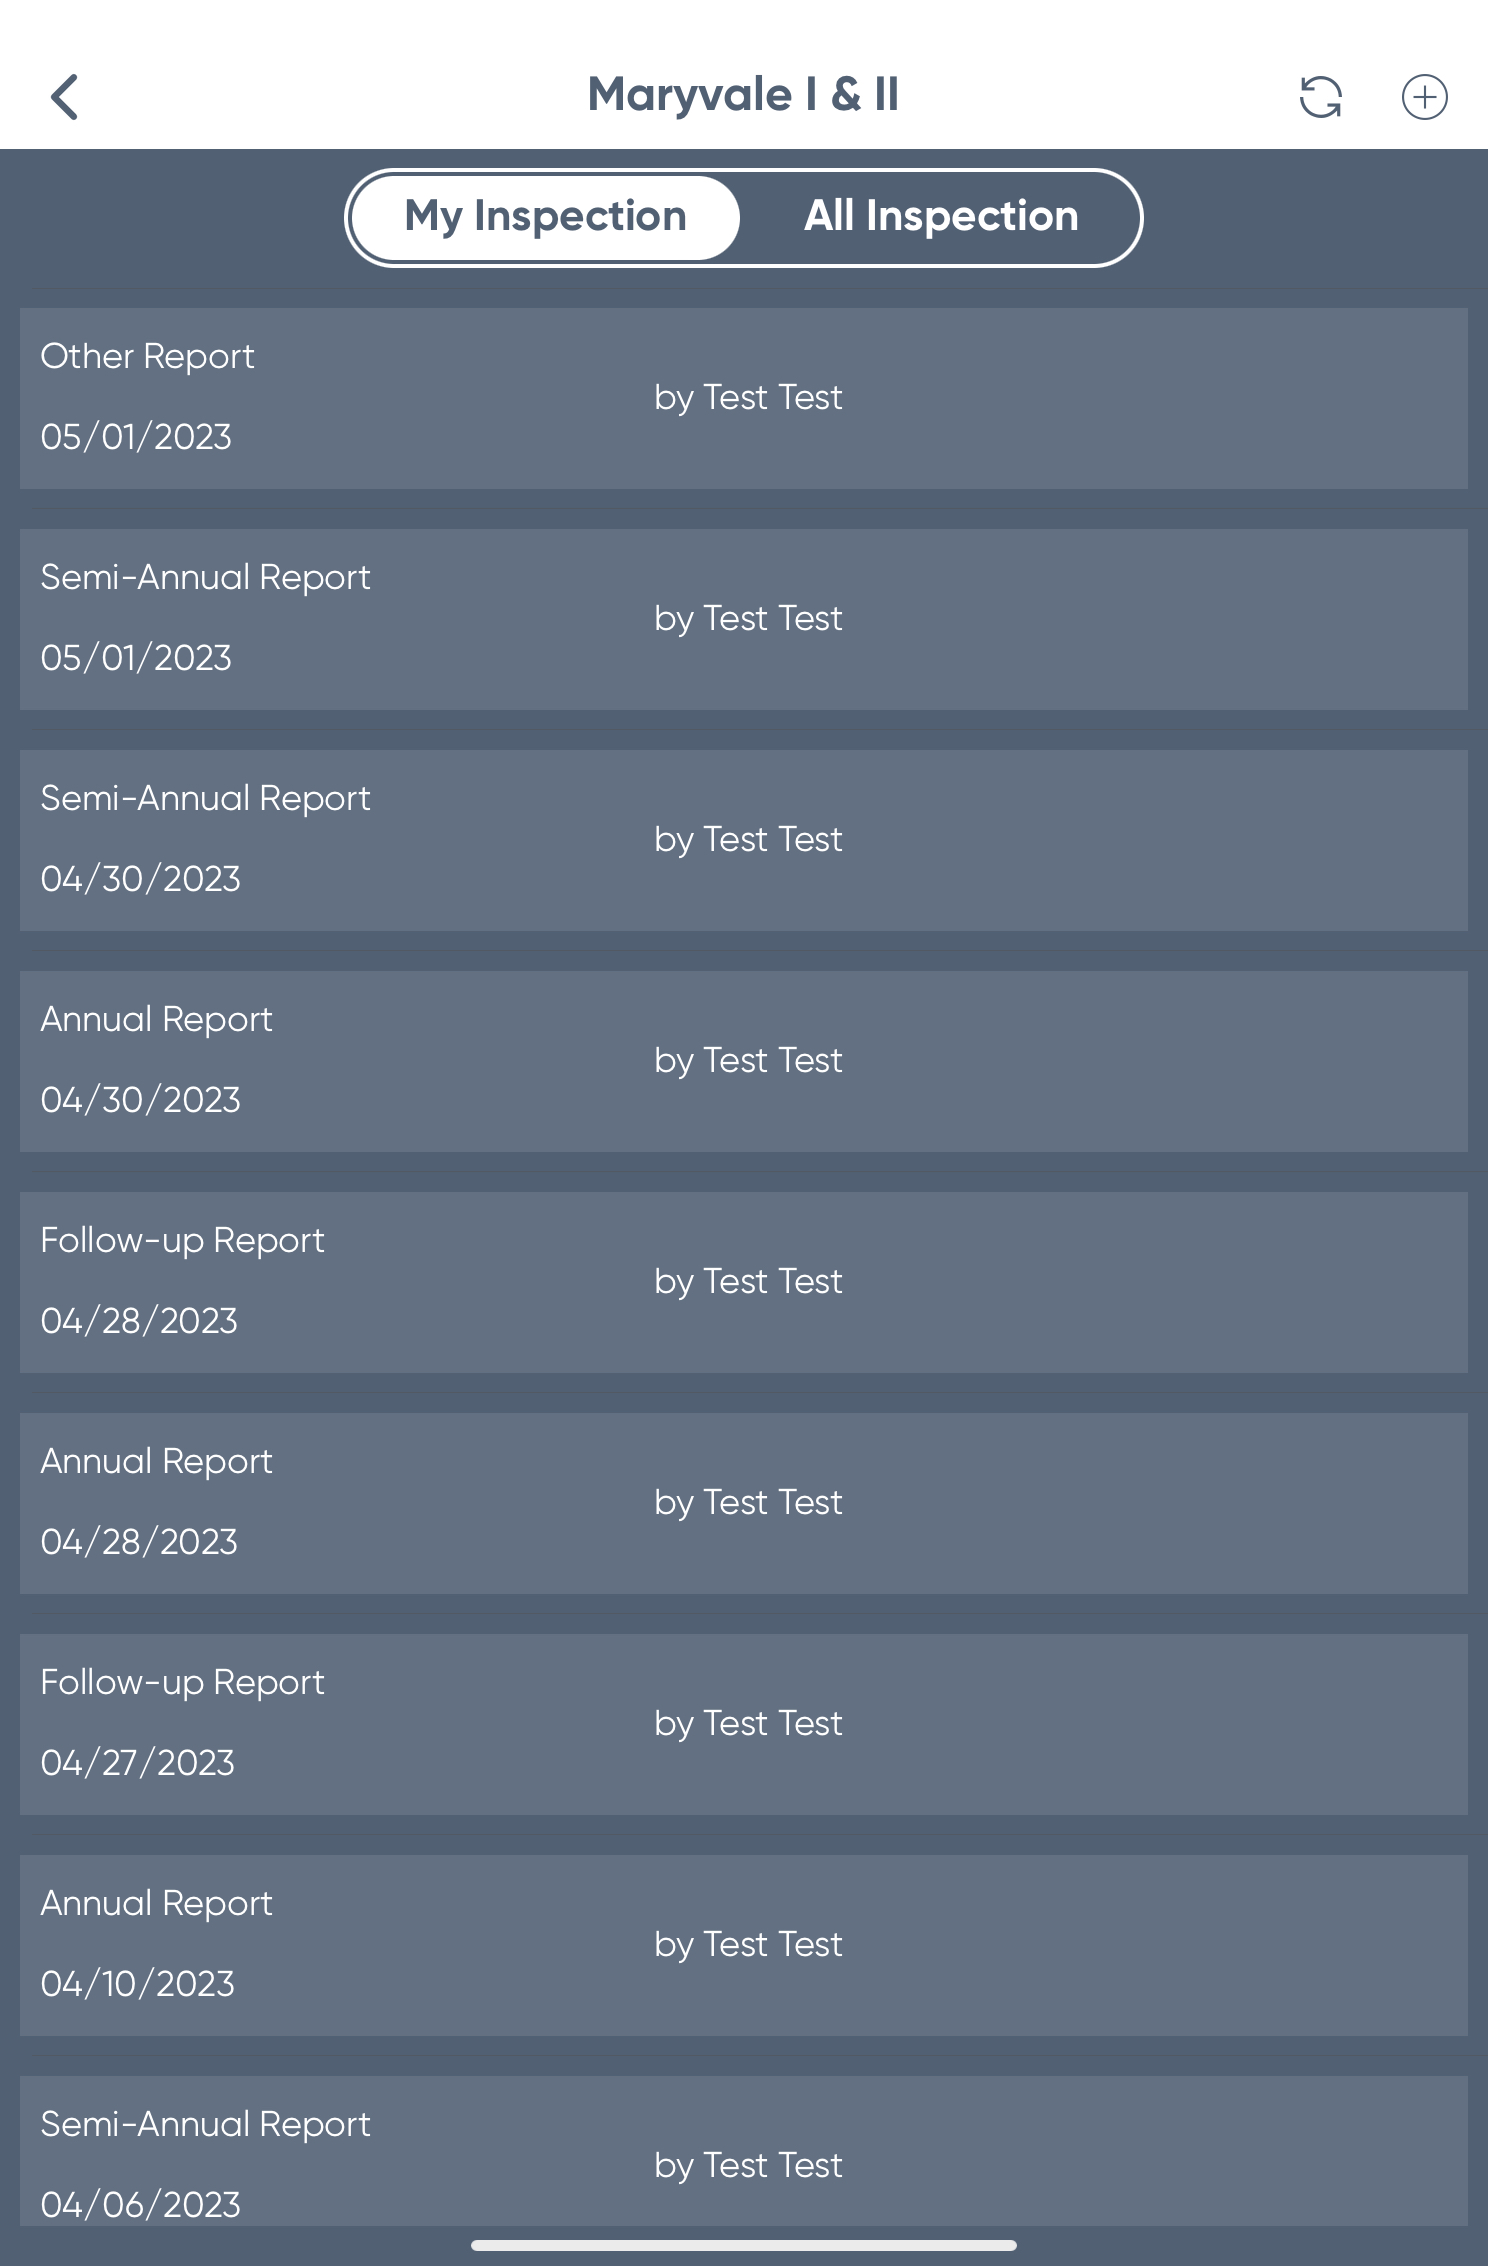 Maryvale I & II
My Inspection
All Inspection
Other Report
by Test Test
05/01/2023
Semi-Annual Report
by Test Test
05/01/2023
Semi-Annual Report
by Test Test
04/30/2023
Annual Report
by Test Test
04/30/2023
Follow-up Report
by Test Test
04/28/2023
Annual Report
by Test Test
04/28/2023
Follow-up Report
by Test Test
04/27/2023
Annual Report
by Test Test
04/10/2023
Semi-Annual Report
by Test Test
04/06/2023